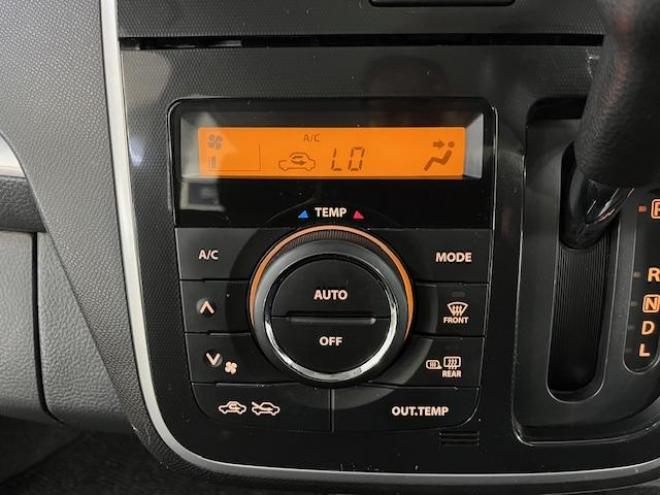 A/C
LO
TEMP
A/C
MODE
AUTO
OFF
FRONT
REAR
OUT.TEMP
P
R
N
D
L